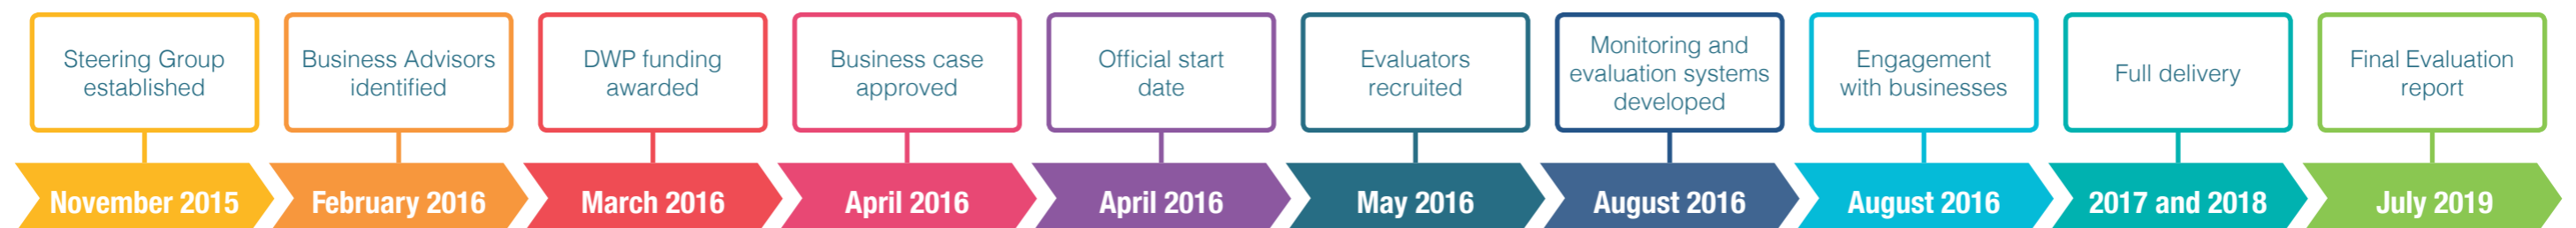 Steering Group
established
Business Advisors
identified
DWP funding
awarded
Business case
approved
Official start
date
Evaluators
recruited
Monitoring and
evaluation systems
developed
Engagement
with businesses
Full delivery
Final Evaluation
report
November 2015
February 2016
March 2016
April 2016
April 2016
May 2016
August 2016
August 2016
2017 and 2018
July 2019